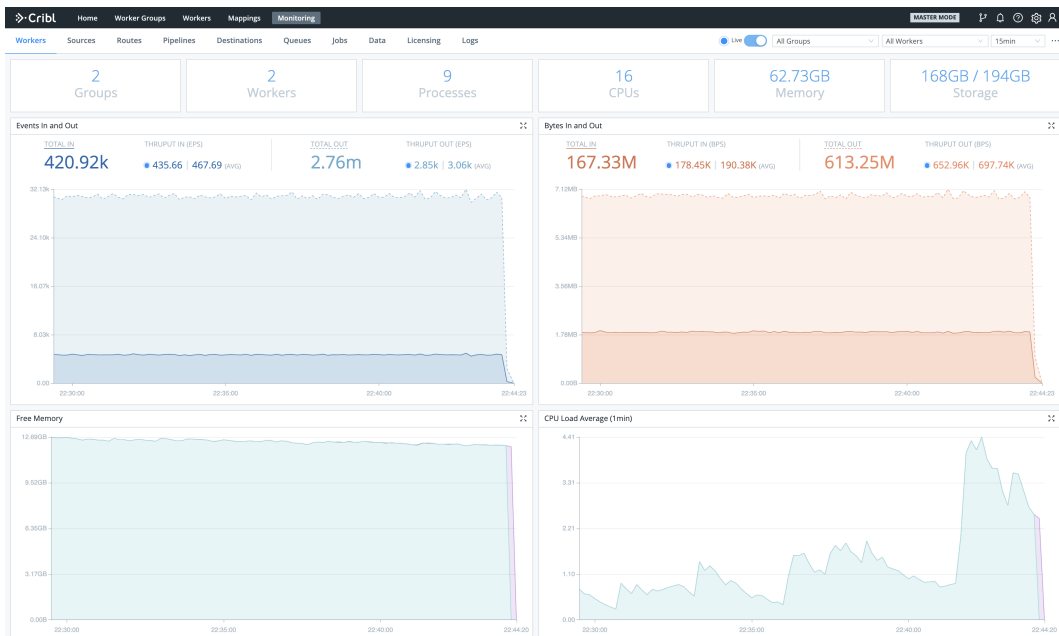 Cribl Home Worker Groups Workers Mappings Monitoring MASTER MODE
Workers Sources Routes Pipelines Destinations Queues Jobs Data Licensing Logs Live All Groups All Workers 15min
2 2 9 16 62.73GB 168GB / 194GB
Groups Workers Processes CPUs Memory Storage
Events In and Out
TOTAL IN THRUPUT IN (EPS) TOTAL OUT THRUPUT OUT (EPS)
420.92k 435.66 | 467.69 (AVG) 2.76m 2.85k | 3.06k (AVG)
32.13k
24.10k
16.07k
8.03k
0.00
22:30:00 22:35:00 22:40:00 22:44:23
Bytes In and Out
TOTAL IN THRUPUT IN (BPS) TOTAL OUT THRUPUT OUT (BPS)
167.33M 178.45K | 190.38K (AVG) 613.25M 652.96K | 697.74K (AVG)
7.12MB
5.34MB
3.56MB
1.78MB
0.00B
22:30:00 22:35:00 22:40:00 22:44:23
Free Memory
12.69GB
9.52GB
6.35GB
3.17GB
0.00B
22:30:00 22:35:00 22:40:00 22:44:20
CPU Load Average (1min)
4.41
3.31
2.21
1.10
0.00
22:30:00 22:35:00 22:40:00 22:44:20